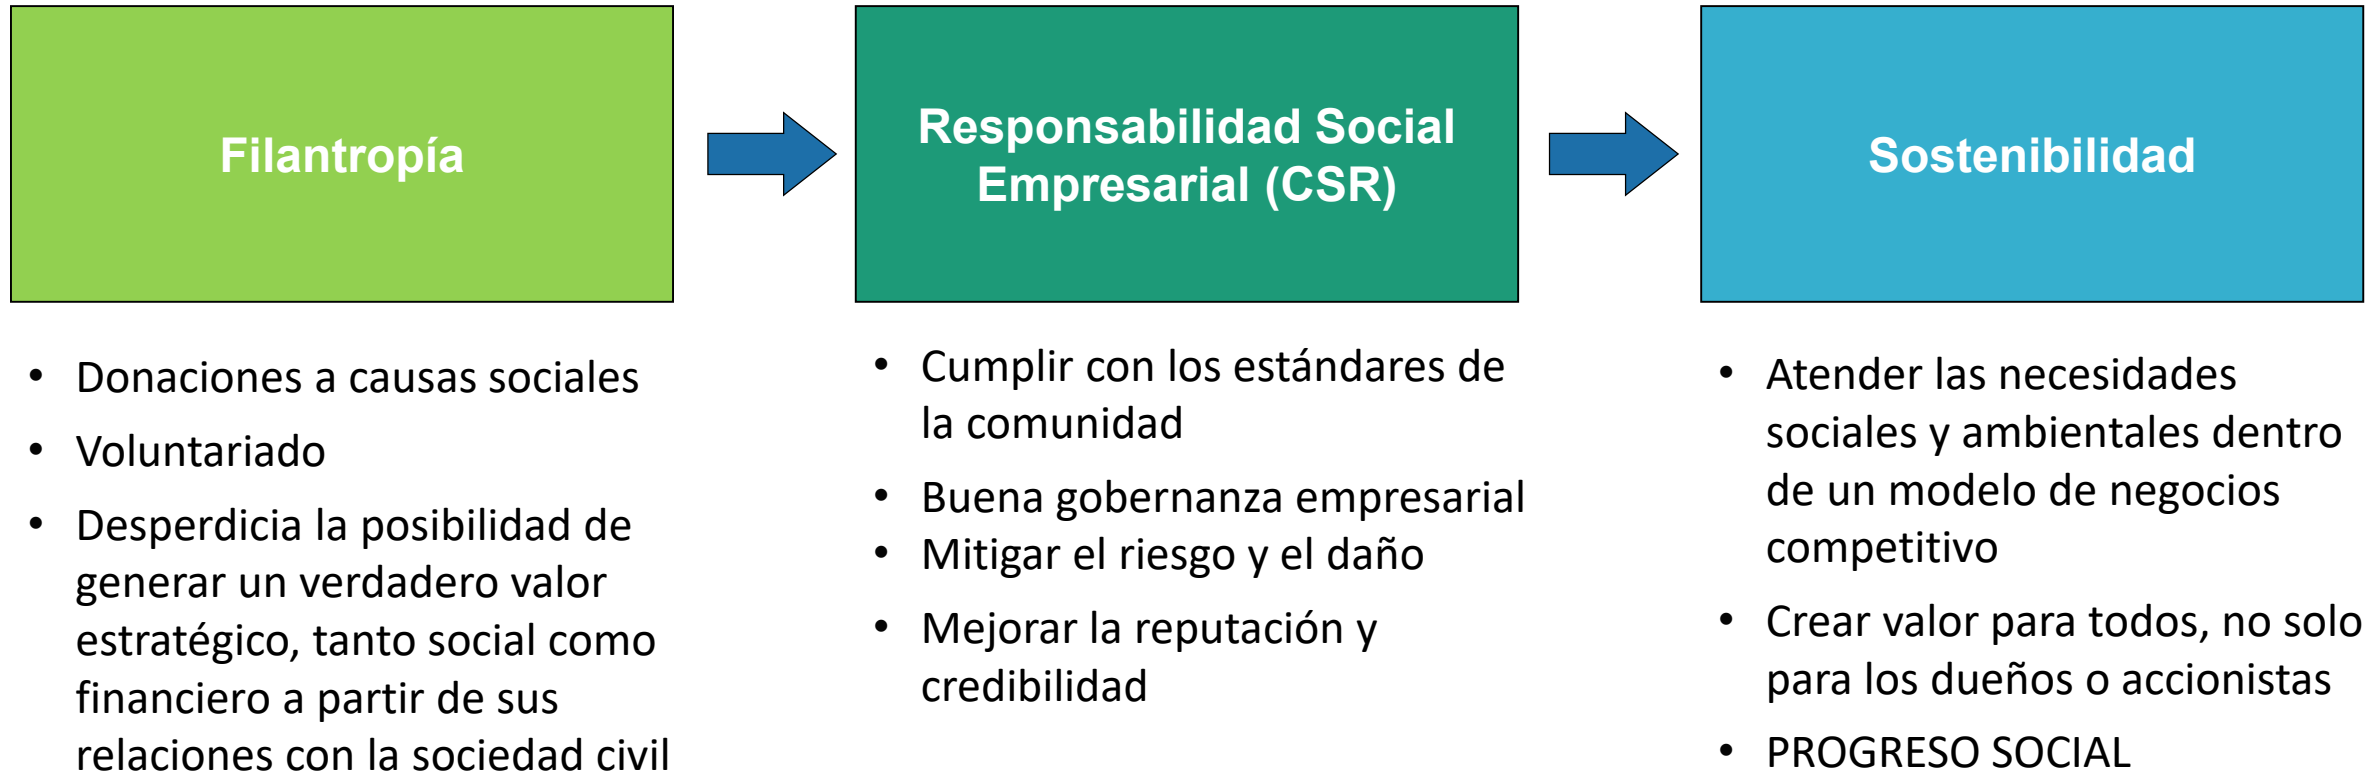 Filantropía
Responsabilidad Social
Empresarial (CSR)
Sostenibilidad
• Donaciones a causas sociales
• Voluntariado
• Desperdicia la posibilidad de
generar un verdadero valor
estratégico, tanto social como
financiero a partir de sus
relaciones con la sociedad civil
• Cumplir con los estándares de
la comunidad
• Buena gobernanza empresarial
• Mitigar el riesgo y el daño
• Mejorar la reputación y
credibilidad
• Atender las necesidades
sociales y ambientales dentro
de un modelo de negocios
competitivo
• Crear valor para todos, no solo
para los dueños o accionistas
• PROGRESO SOCIAL